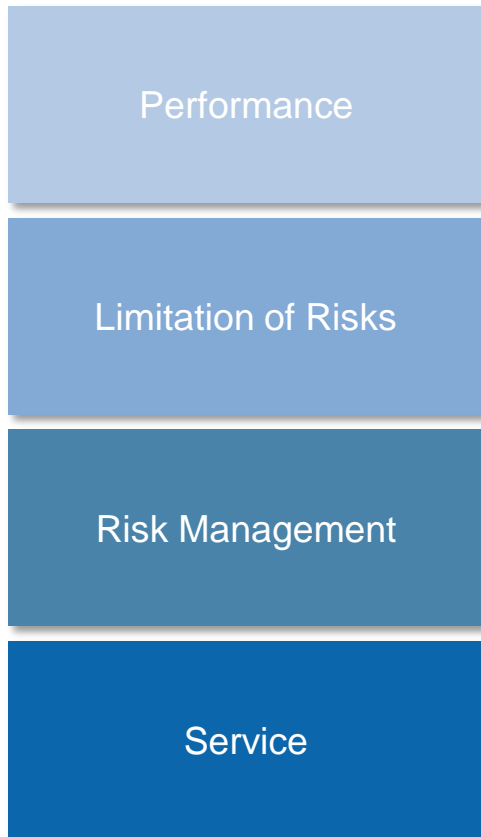 Performance
Limitation of Risks
Risk Management
Service